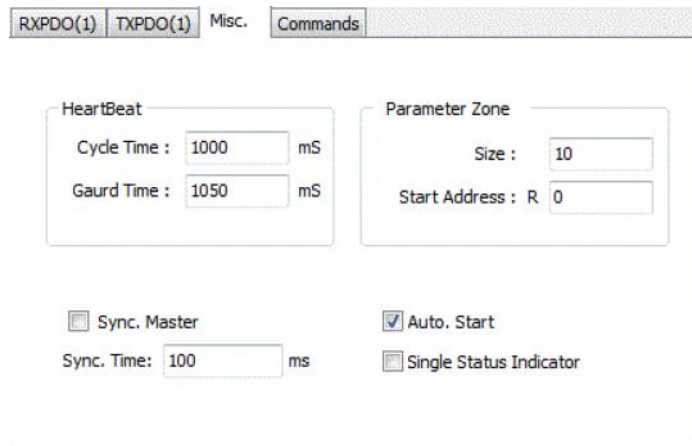 RXPDO(1) TXPDO(1) Misc. Commands
HeartBeat
Cycle Time : 1000 mS
Gaurd Time : 1050 mS
Parameter Zone
Size : 10
Start Address : R 0
Sync. Master
Sync. Time: 100 ms
Auto. Start
Single Status Indicator